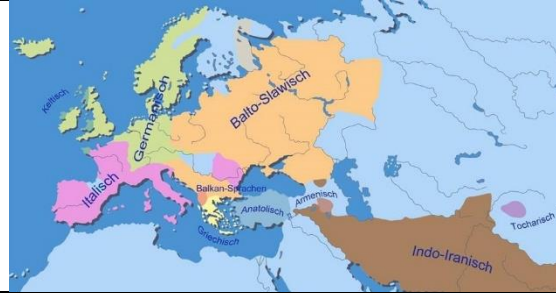 Keltisch
Germanisch
Balto-Slawisch
Italisch
Balkan-Sprachen
Griechisch
Anatolisch
Armenisch
Tocharisch
Indo-Iranisch